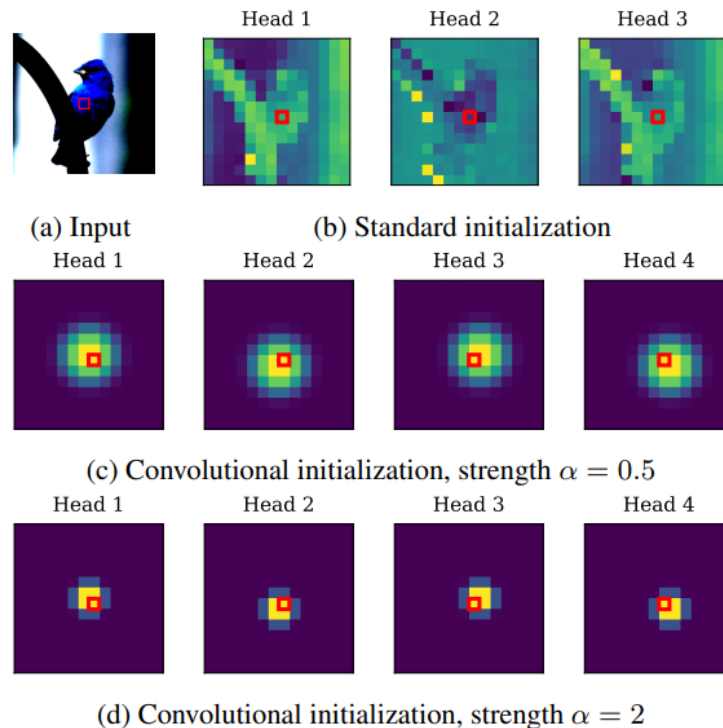 Head 1 Head 2 Head 3
(a) Input (b) Standard initialization
Head 1 Head 2 Head 3 Head 4
(c) Convolutional initialization, strength α = 0.5
Head 1 Head 2 Head 3 Head 4
(d) Convolutional initialization, strength α = 2